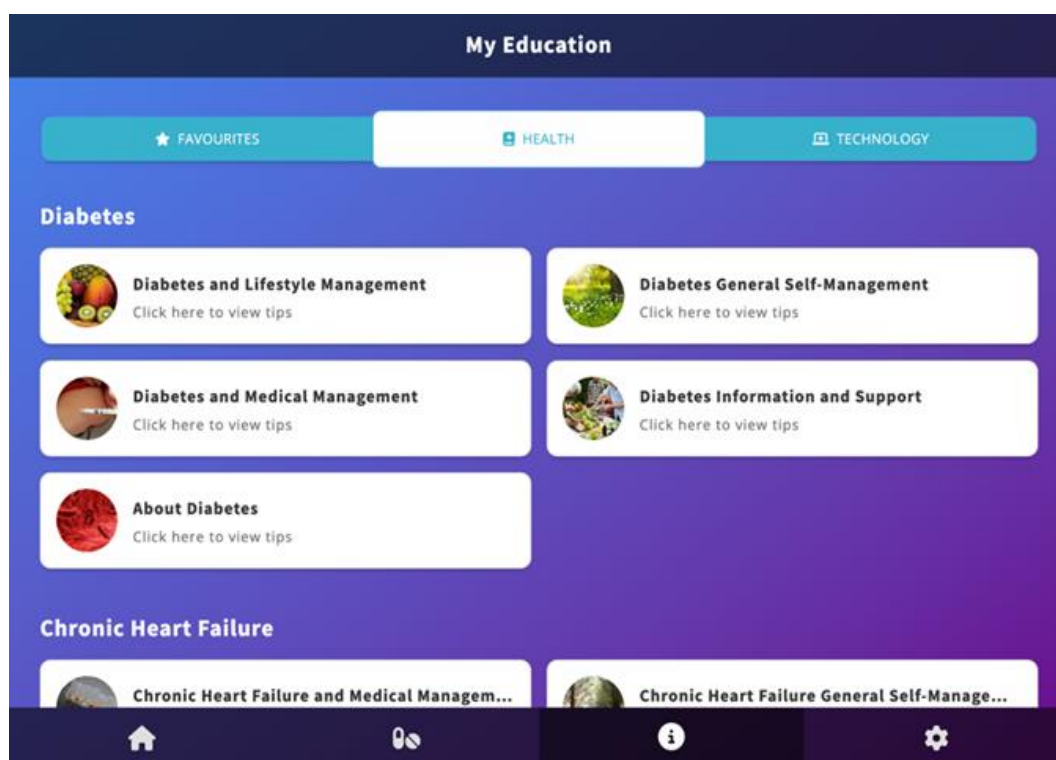 My Education
FAVOURITES
HEALTH
TECHNOLOGY
Diabetes
Diabetes and Lifestyle Management
Click here to view tips
Diabetes General Self-Management
Click here to view tips
Diabetes and Medical Management
Click here to view tips
Diabetes Information and Support
Click here to view tips
About Diabetes
Click here to view tips
Chronic Heart Failure
Chronic Heart Failure and Medical Managem...
Chronic Heart Failure General Self-Manage...